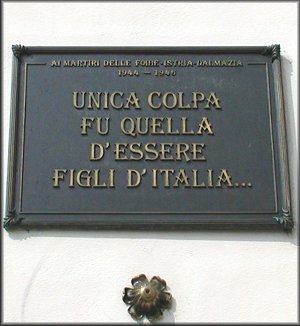 AI MARTIRI DELLE FOIBE-ISTRIA-DALMAZIA
1944 - 1946
UNICA COLPA
FU QUELLA
D'ESSERE
FIGLI D'ITALIA...